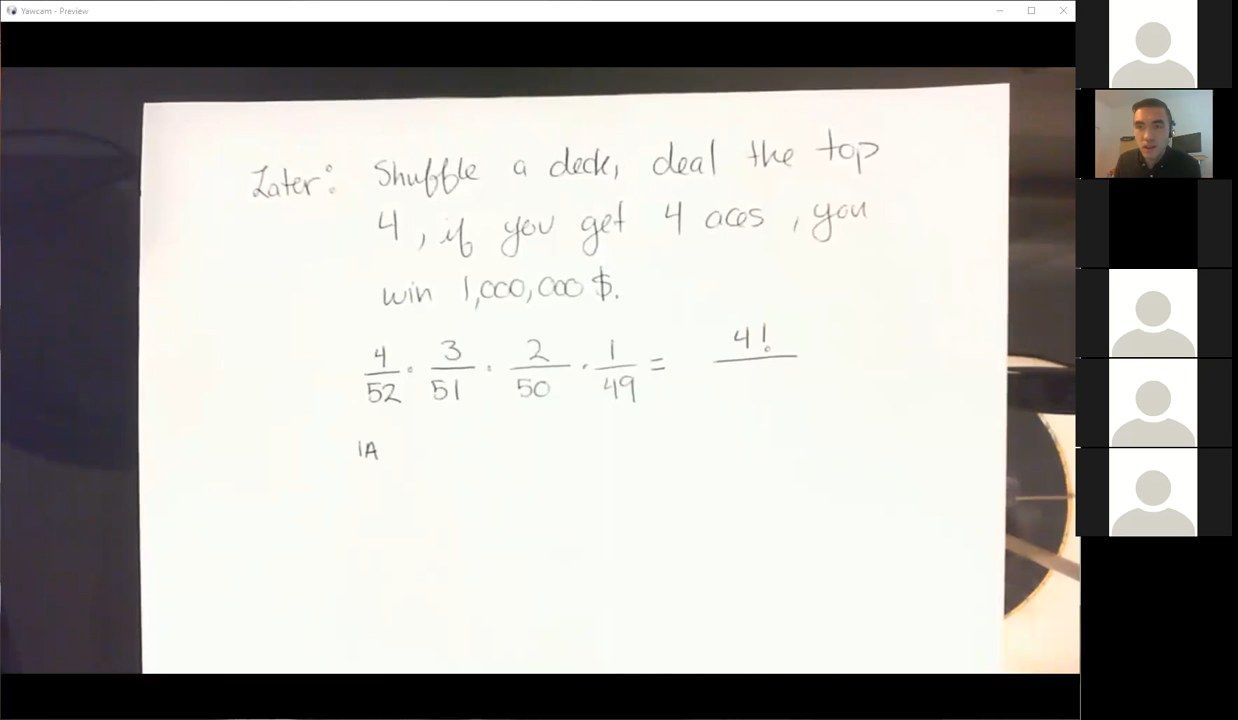 Yawcam - Preview
Later: Shuffle a deck, deal the top
4, if you get 4 aces, you
win 1,000,000 $.
4/52 · 3/51 · 2/50 · 1/49 = 4!
1A